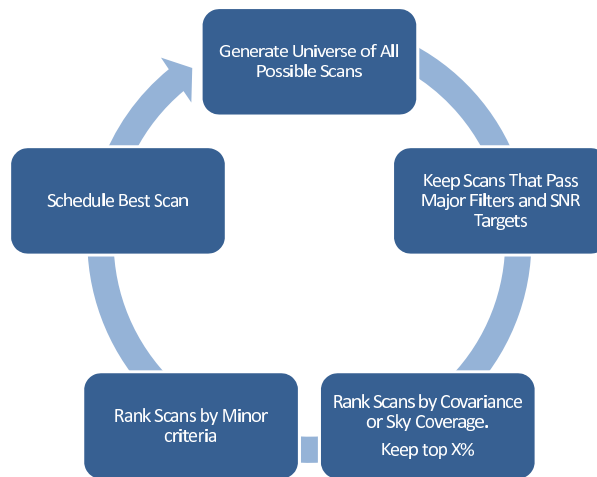 Generate Universe of All
Possible Scans
Keep Scans That Pass
Major Filters and SNR
Targets
Rank Scans by Covariance
or Sky Coverage.
Keep top X%
Rank Scans by Minor
criteria
Schedule Best Scan